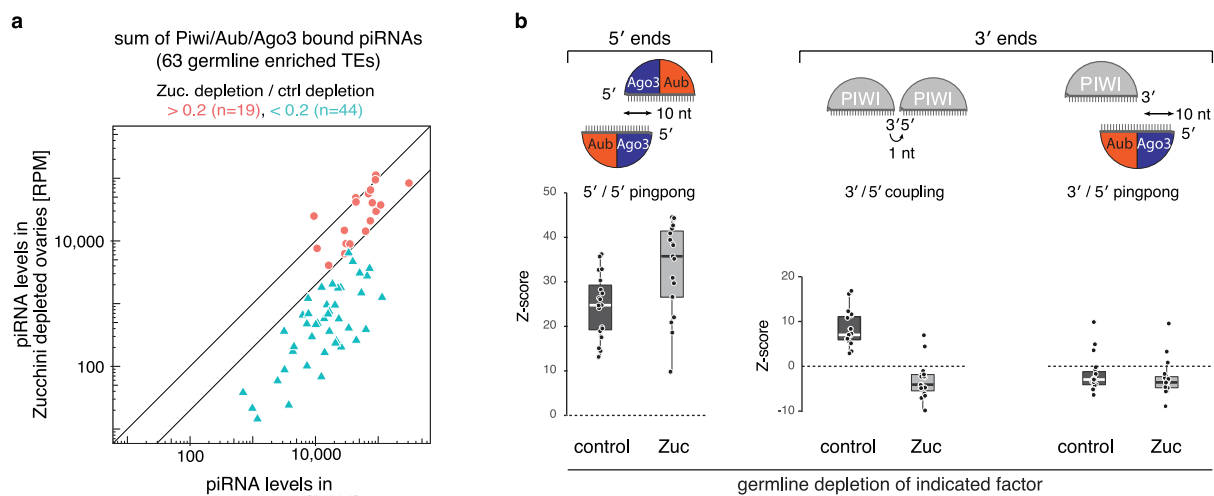 a
sum of Piwi/Aub/Ago3 bound piRNAs
(63 germline enriched TEs)
Zuc. depletion / ctrl depletion
> 0.2 (n=19), < 0.2 (n=44)
piRNA levels in
Zucchini depleted ovaries [RPM]
10,000
100
100
10,000
piRNA levels in
b
5′ ends
3′ ends
Ago3
Aub
5′
10 nt
5′
Aub
Ago3
PIWI
PIWI
3′5′
1 nt
PIWI
3′
10 nt
5′
Aub
Ago3
5′ / 5′ pingpong
3′ / 5′ coupling
3′ / 5′ pingpong
Z-score
50
40
30
20
10
0
Z-score
20
10
0
-10
control
Zuc
control
Zuc
control
Zuc
germline depletion of indicated factor